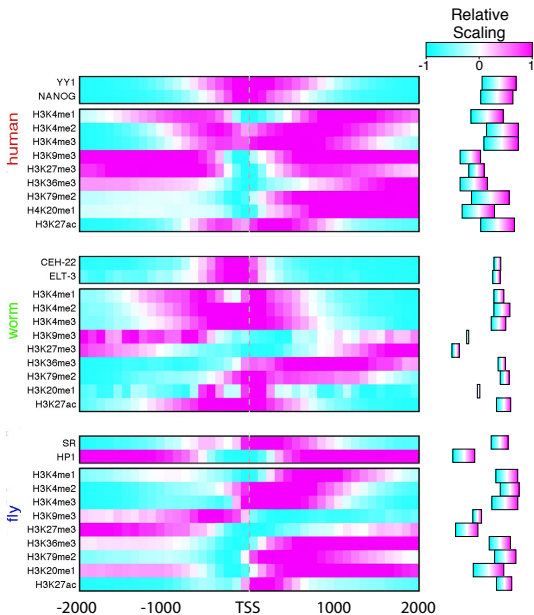 Relative
Scaling
-1 0 1
human
YY1
NANOG
H3K4me1
H3K4me2
H3K4me3
H3K9me3
H3K27me3
H3K36me3
H3K79me2
H4K20me1
H3K27ac
worm
CEH-22
ELT-3
H3K4me1
H3K4me2
H3K4me3
H3K9me3
H3K27me3
H3K36me3
H3K79me2
H3K20me1
H3K27ac
fly
SR
HP1
H3K4me1
H3K4me2
H3K4me3
H3K9me3
H3K27me3
H3K36me3
H3K79me2
H3K20me1
H3K27ac
-2000 -1000 TSS 1000 2000